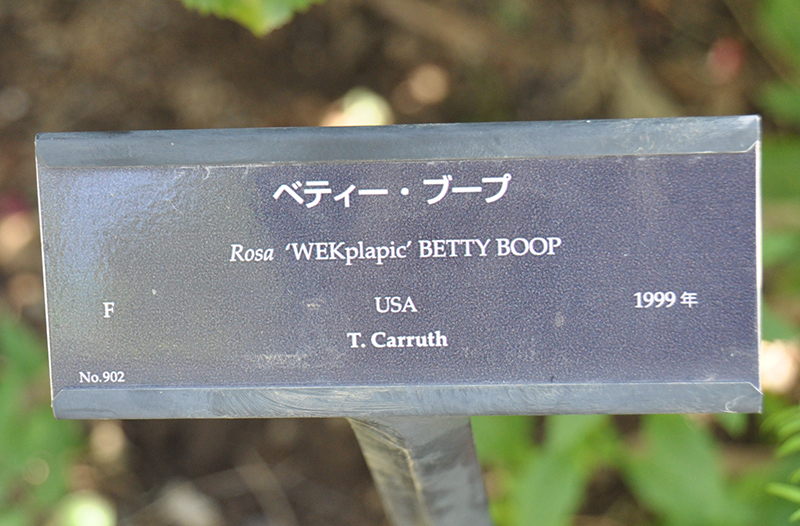 ベティー・ブープ
Rosa ‘WEKplapic’ BETTY BOOP
F USA 1999年
T. Carruth
No.902